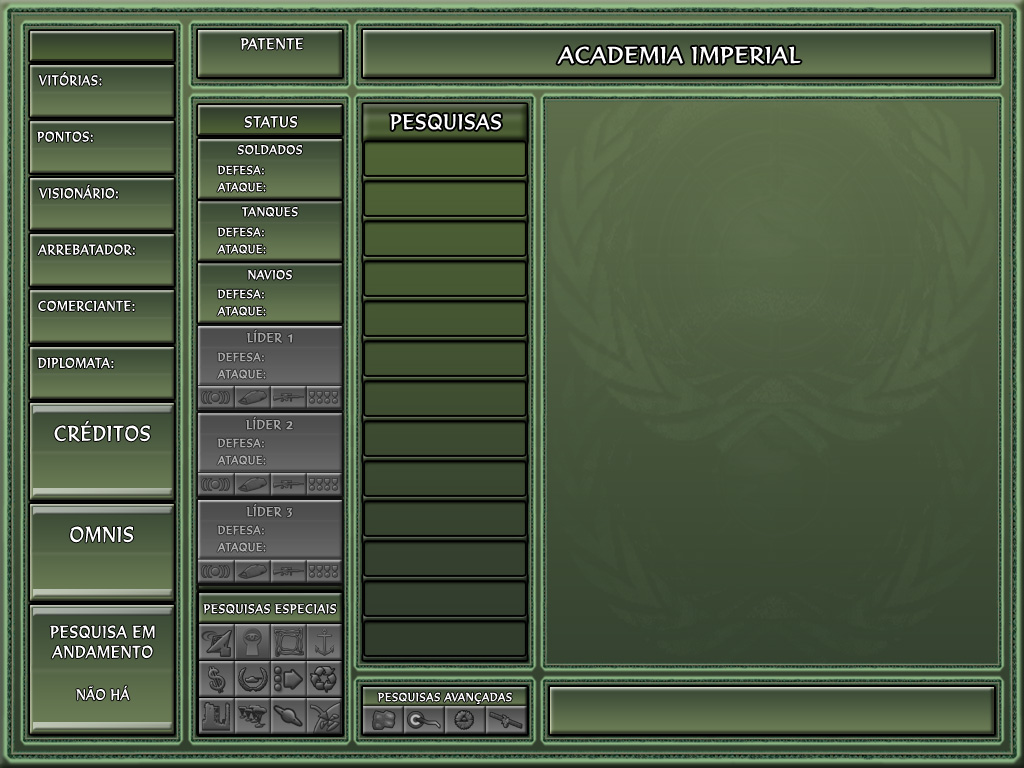 VITÓRIAS:
PONTOS:
VISIONÁRIO:
ARREBATADOR:
COMERCIANTE:
DIPLOMATA:
CRÉDITOS
OMNIS
PESQUISA EM
ANDAMENTO
NÃO HÁ
PATENTE
STATUS
SOLDADOS
DEFESA:
ATAQUE:
TANQUES
DEFESA:
ATAQUE:
NAVIOS
DEFESA:
ATAQUE:
LÍDER 1
DEFESA:
ATAQUE:
LÍDER 2
DEFESA:
ATAQUE:
LÍDER 3
DEFESA:
ATAQUE:
PESQUISAS ESPECIAIS
ACADEMIA IMPERIAL
PESQUISAS
PESQUISAS AVANÇADAS